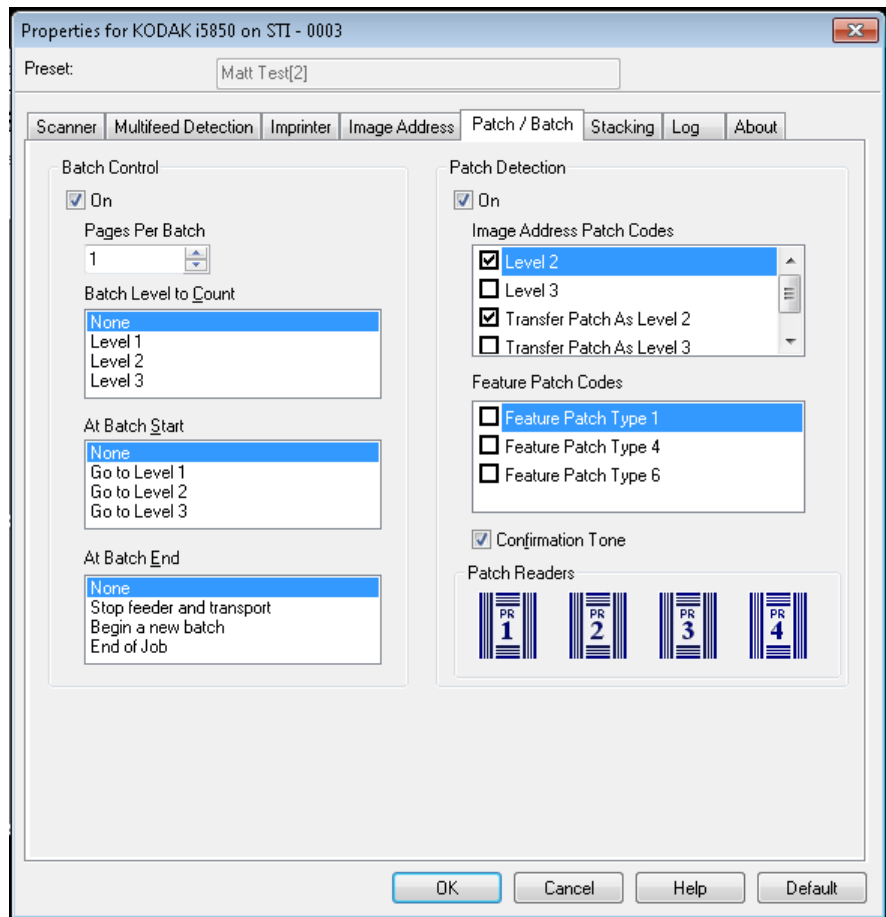 Properties for KODAK i5850 on STI - 0003
Preset:
Matt Test[2]
Scanner Multifeed Detection Imprinter Image Address Patch / Batch Stacking Log About
Batch Control
On
Pages Per Batch
1
Batch Level to Count
None
Level 1
Level 2
Level 3
At Batch Start
None
Go to Level 1
Go to Level 2
Go to Level 3
At Batch End
None
Stop feeder and transport
Begin a new batch
End of Job
Patch Detection
On
Image Address Patch Codes
Level 2
Level 3
Transfer Patch As Level 2
Transfer Patch As Level 3
Feature Patch Codes
Feature Patch Type 1
Feature Patch Type 4
Feature Patch Type 6
Confirmation Tone
Patch Readers
PR
1
PR
2
PR
3
PR
4
OK Cancel Help Default